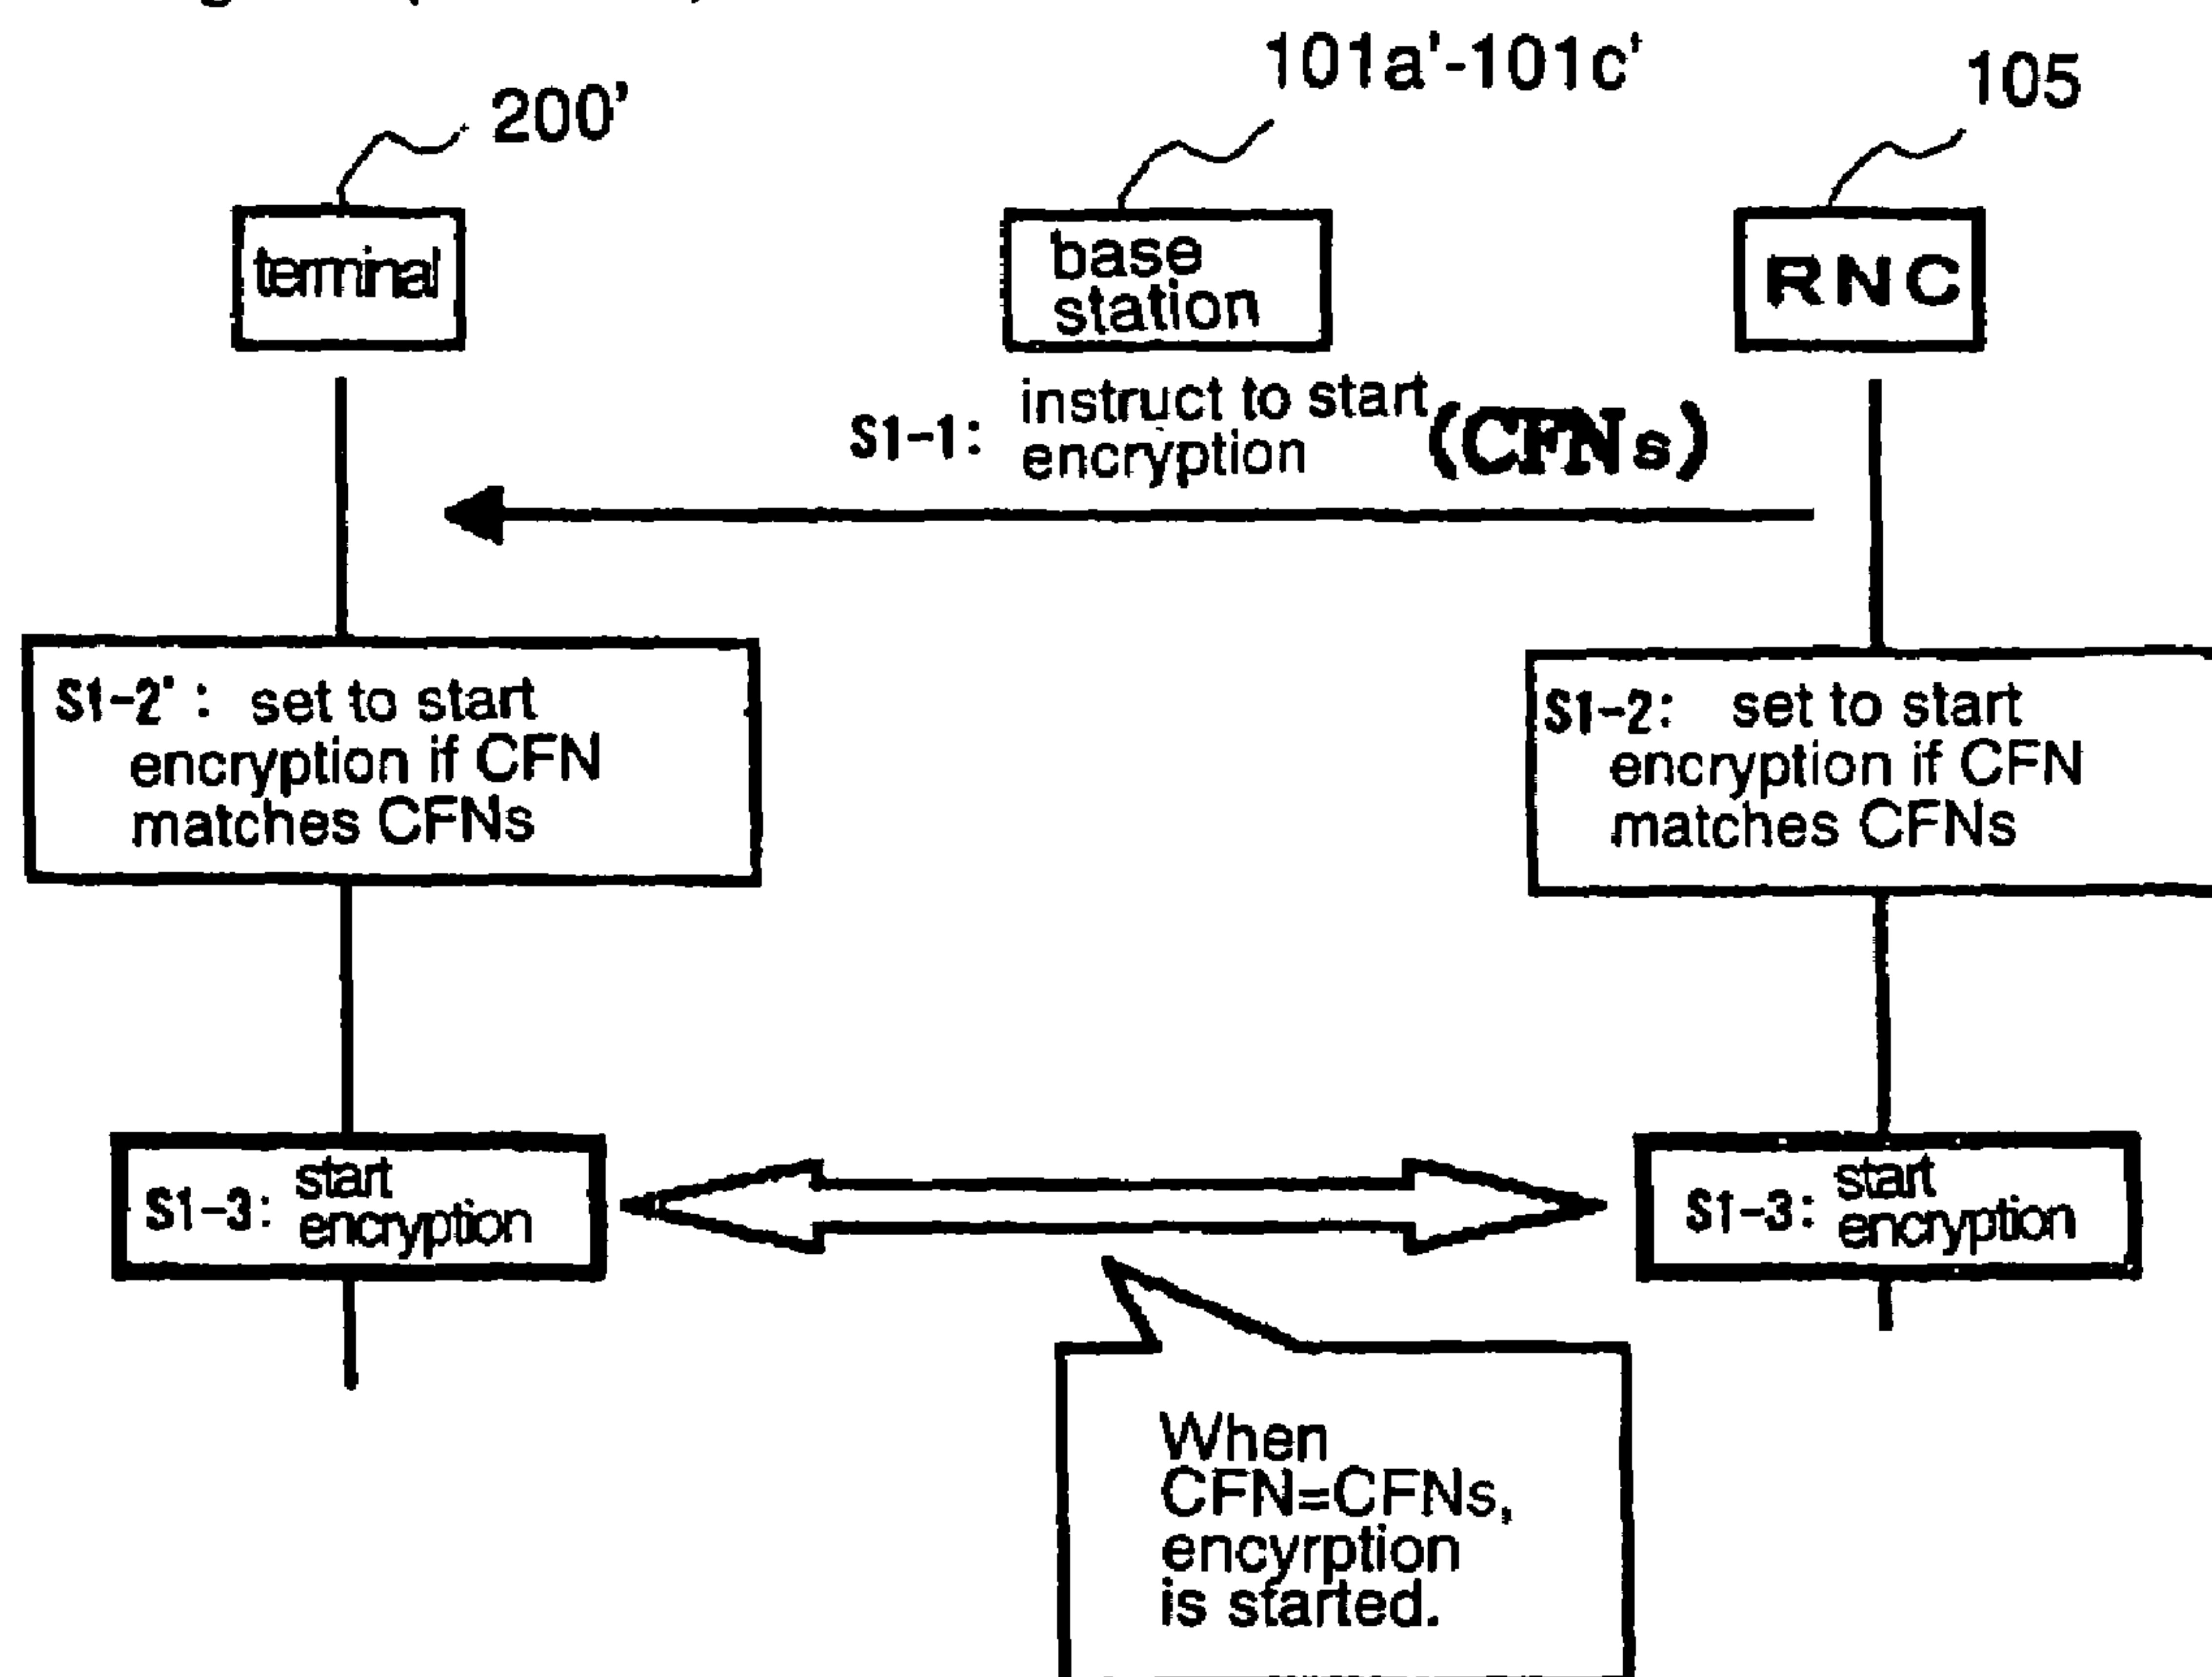 101a'-101c'
105
200'
terminal
base
station
RNC
S1-1: instruct to start
encryption (CFNs)
S1-2': set to start
encryption if CFN
matches CFNs
S1-2: set to start
encryption if CFN
matches CFNs
S1-3: start
encryption
S1-3: start
encryption
When
CFN=CFNs,
encyrption
is started.